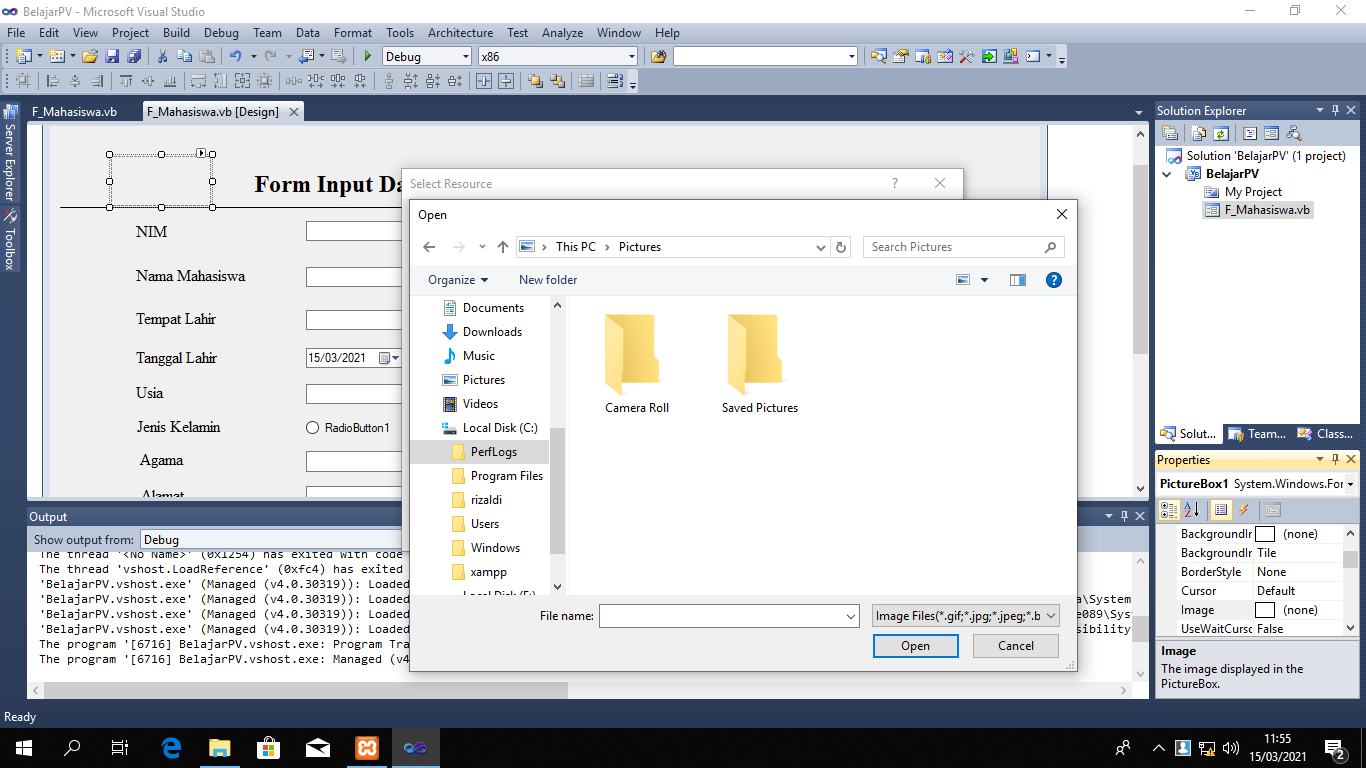 BelajarPV - Microsoft Visual Studio
File Edit View Project Build Debug Team Data Format Tools Architecture Test Analyze Window Help
Debug x86
F_Mahasiswa.vb F_Mahasiswa.vb [Design]
Server Explorer
Toolbox
Form Input Da
NIM
Nama Mahasiswa
Tempat Lahir
Tanggal Lahir 15/03/2021
Usia
Jenis Kelamin RadioButton1
Agama
Alamat
Select Resource ?
Open
This PC Pictures Search Pictures
Organize New folder
Documents
Downloads
Music
Pictures
Videos
Local Disk (C:)
PerfLogs
Program Files
rizaldi
Users
Windows
xampp
Camera Roll Saved Pictures
File name: Image Files(*.gif;*.jpg;*.jpeg;*.b
Open Cancel
Output
Show output from: Debug
The thread '<No Name>' (0x1254) has exited with code
The thread 'vshost.LoadReference' (0xfc4) has exited
'BelajarPV.vshost.exe' (Managed (v4.0.30319)): Loaded
'BelajarPV.vshost.exe' (Managed (v4.0.30319)): Loaded a\System
'BelajarPV.vshost.exe' (Managed (v4.0.30319)): Loaded e089\Sys
'BelajarPV.vshost.exe' (Managed (v4.0.30319)): Loaded sibility
The program '[6716] BelajarPV.vshost.exe: Program Tra
The program '[6716] BelajarPV.vshost.exe: Managed (v4
Solution Explorer
Solution 'BelajarPV' (1 project)
BelajarPV
My Project
F_Mahasiswa.vb
Solut... Team... Class...
Properties
PictureBox1 System.Windows.For
BackgroundIr (none)
BackgroundIr Tile
BorderStyle None
Cursor Default
Image (none)
UseWaitCursc False
Image
The image displayed in the
PictureBox.
Ready
11:55
15/03/2021
2